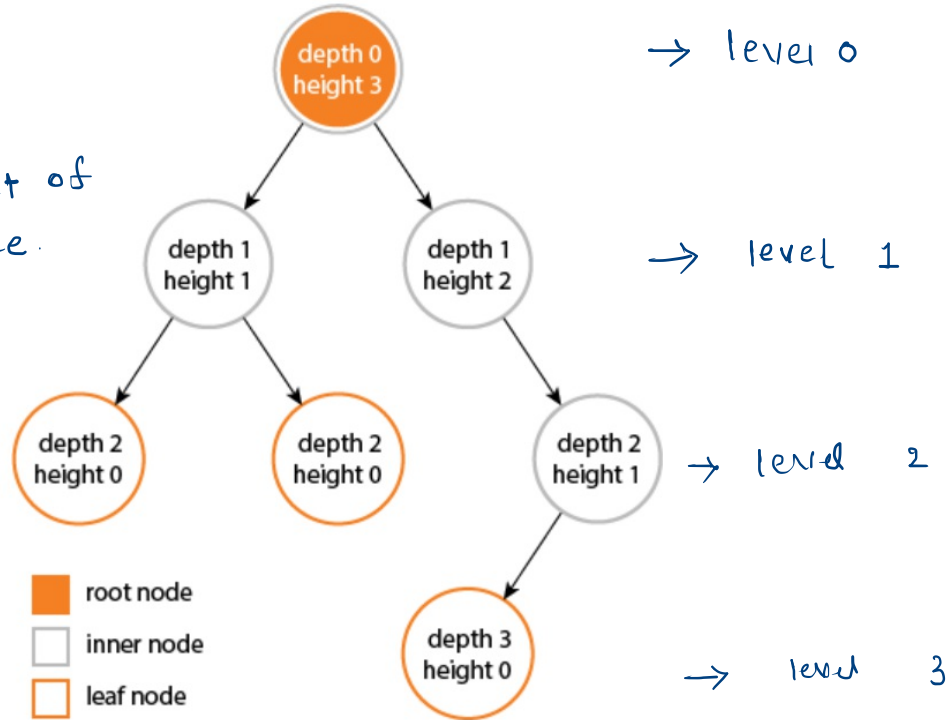 depth 0
height 3
→ level 0
of
depth 1
height 1
depth 1
height 2
→ level 1
depth 2
height 0
depth 2
height 0
depth 2
height 1
→ level 2
root node
inner node
leaf node
depth 3
height 0
→ level 3